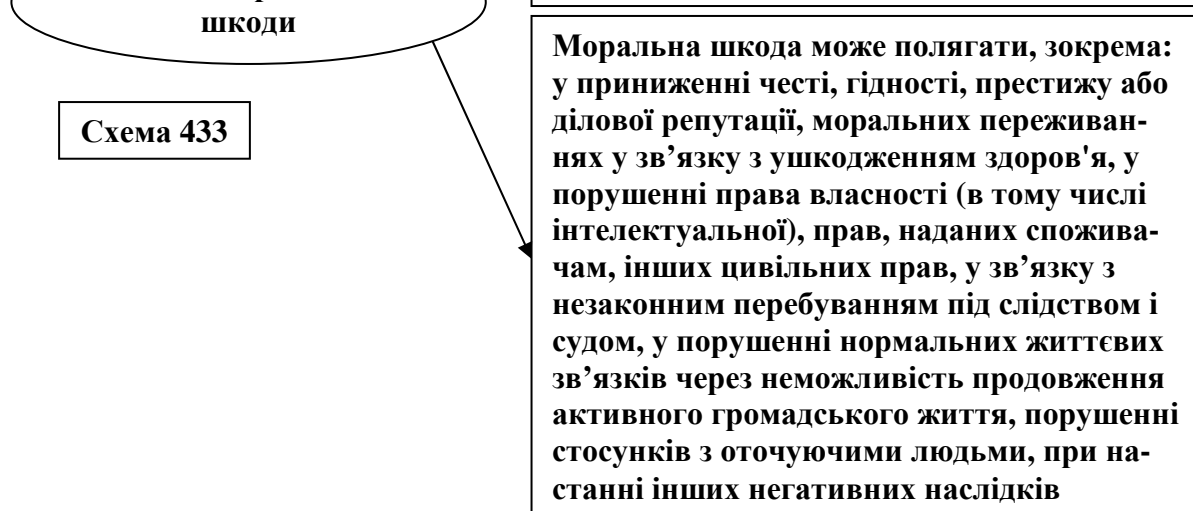 шкоди
Схема 433
Моральна шкода може полягати, зокрема:
у приниженні честі, гідності, престижу або
ділової репутації, моральних переживан-
нях у зв’язку з ушкодженням здоров'я, у
порушенні права власності (в тому числі
інтелектуальної), прав, наданих спожива-
чам, інших цивільних прав, у зв’язку з
незаконним перебуванням під слідством і
судом, у порушенні нормальних життєвих
зв’язків через неможливість продовження
активного громадського життя, порушенні
стосунків з оточуючими людьми, при на-
станні інших негативних наслідків